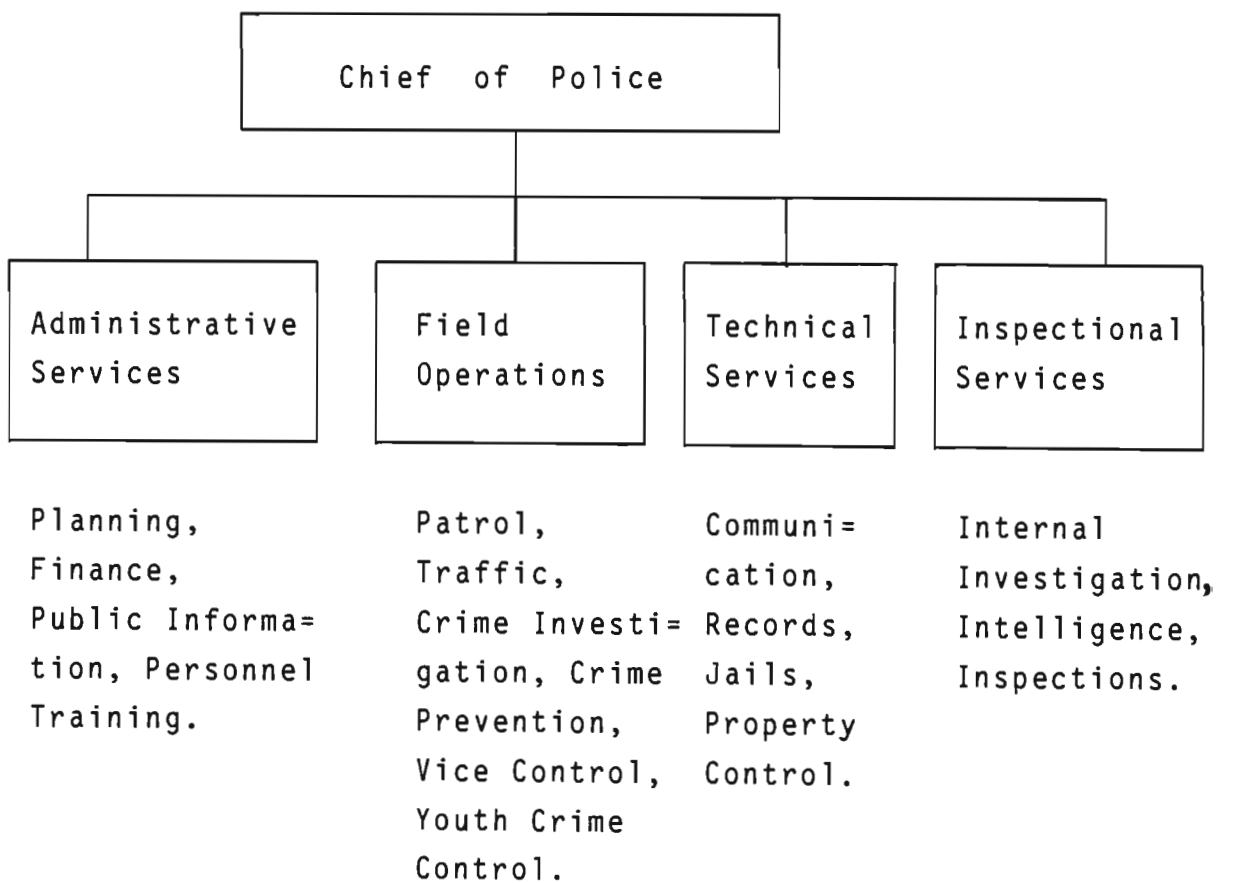 Chief of Police
Administrative
Services
Field
Operations
Technical
Services
Inspectional
Services
Planning,
Finance,
Public Informa=
tion, Personnel
Training.
Patrol,
Traffic,
Crime Investi=
gation, Crime
Prevention,
Vice Control,
Youth Crime
Control.
Communi=
cation,
Records,
Jails,
Property
Control.
Internal
Investigation,
Intelligence,
Inspections.